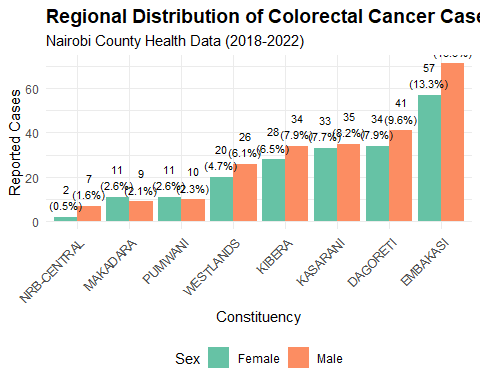 Regional Distribution of Colorectal Cancer Case
Nairobi County Health Data (2018-2022)
Reported Cases
60
40
20
0
2
(0.5%)
7
(1.6%)
11
(2.6%)
9
(2.1%)
11
(2.6%)
10
(2.3%)
20
(4.7%)
26
(6.1%)
28
(6.5%)
34
(7.9%)
33
(7.7%)
35
(8.2%)
34
(7.9%)
41
(9.6%)
57
(13.3%)
NRB-CENTRAL
MAKADARA
PUMWANI
WESTLANDS
KIBERA
KASARANI
DAGORETI
EMBAKASI
Constituency
Sex
Female
Male